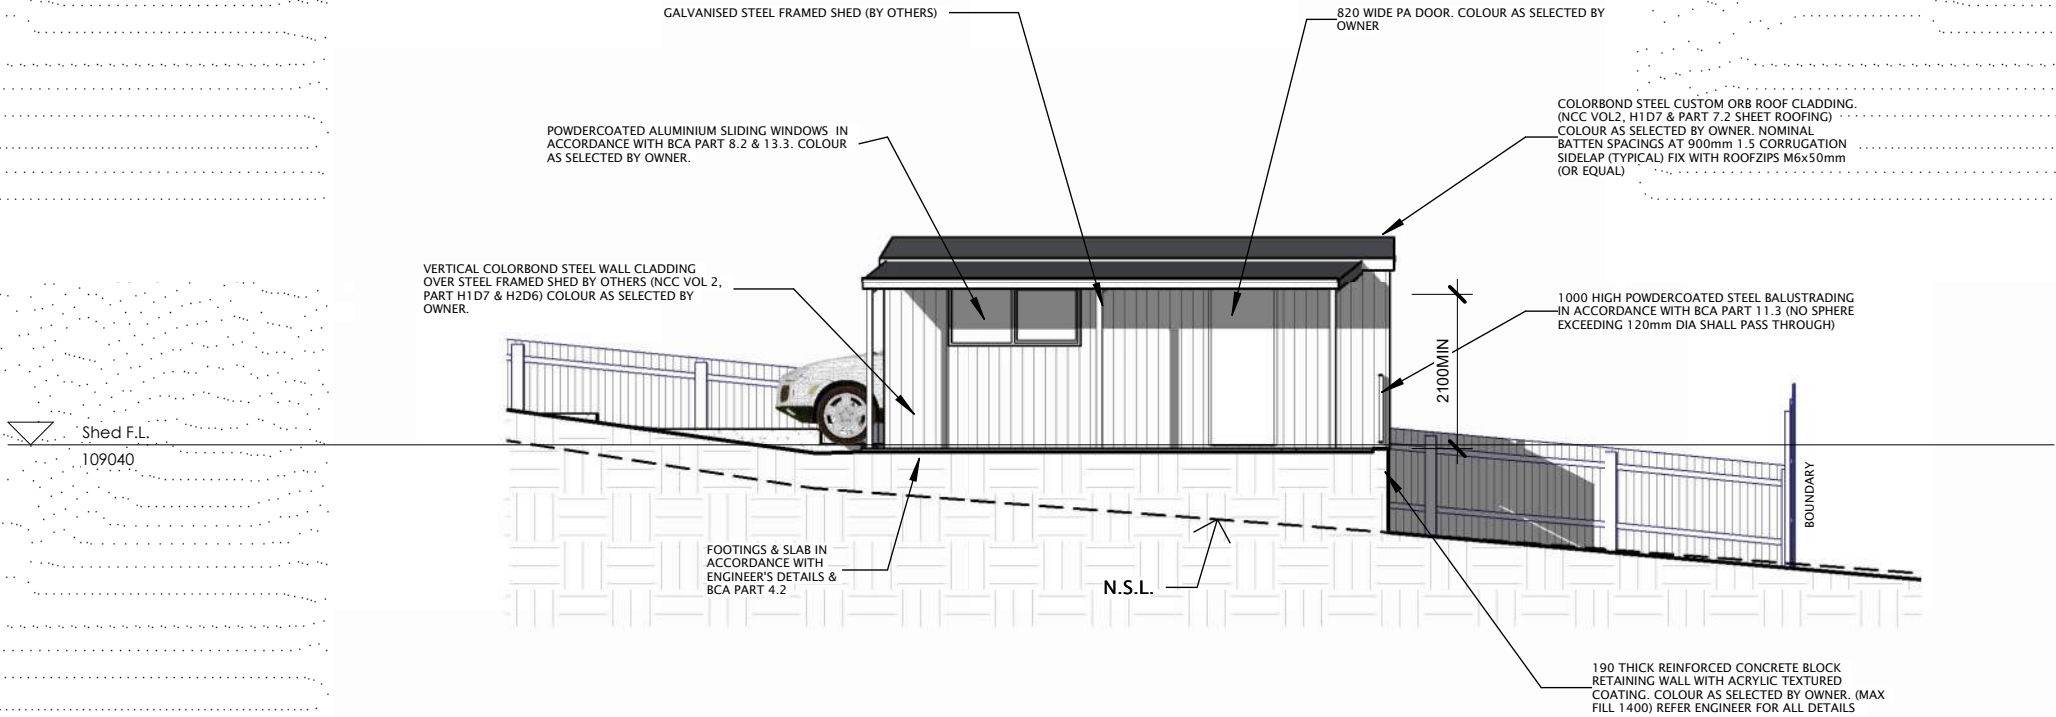 GALVANISED STEEL FRAMED SHED (BY OTHERS)
820 WIDE PA DOOR. COLOUR AS SELECTED BY
OWNER
COLORBOND STEEL CUSTOM ORB ROOF CLADDING.
(NCC VOL2, H1D7 & PART 7.2 SHEET ROOFING)
COLOUR AS SELECTED BY OWNER. NOMINAL
BATTEN SPACINGS AT 900mm 1.5 CORRUGATION
SIDELAP (TYPICAL) FIX WITH ROOFZIPS M6x50mm
(OR EQUAL)
POWDERCOATED ALUMINIUM SLIDING WINDOWS IN
ACCORDANCE WITH BCA PART 8.2 & 13.3. COLOUR
AS SELECTED BY OWNER.
VERTICAL COLORBOND STEEL WALL CLADDING
OVER STEEL FRAMED SHED BY OTHERS (NCC VOL 2,
PART H1D7 & H2D6) COLOUR AS SELECTED BY
OWNER.
1000 HIGH POWDERCOATED STEEL BALUSTRADING
IN ACCORDANCE WITH BCA PART 11.3 (NO SPHERE
EXCEEDING 120mm DIA SHALL PASS THROUGH)
2100MIN
Shed F.L.
109040
BOUNDARY
FOOTINGS & SLAB IN
ACCORDANCE WITH
ENGINEER'S DETAILS &
BCA PART 4.2
N.S.L.
190 THICK REINFORCED CONCRETE BLOCK
RETAINING WALL WITH ACRYLIC TEXTURED
COATING. COLOUR AS SELECTED BY OWNER. (MAX
FILL 1400) REFER ENGINEER FOR ALL DETAILS